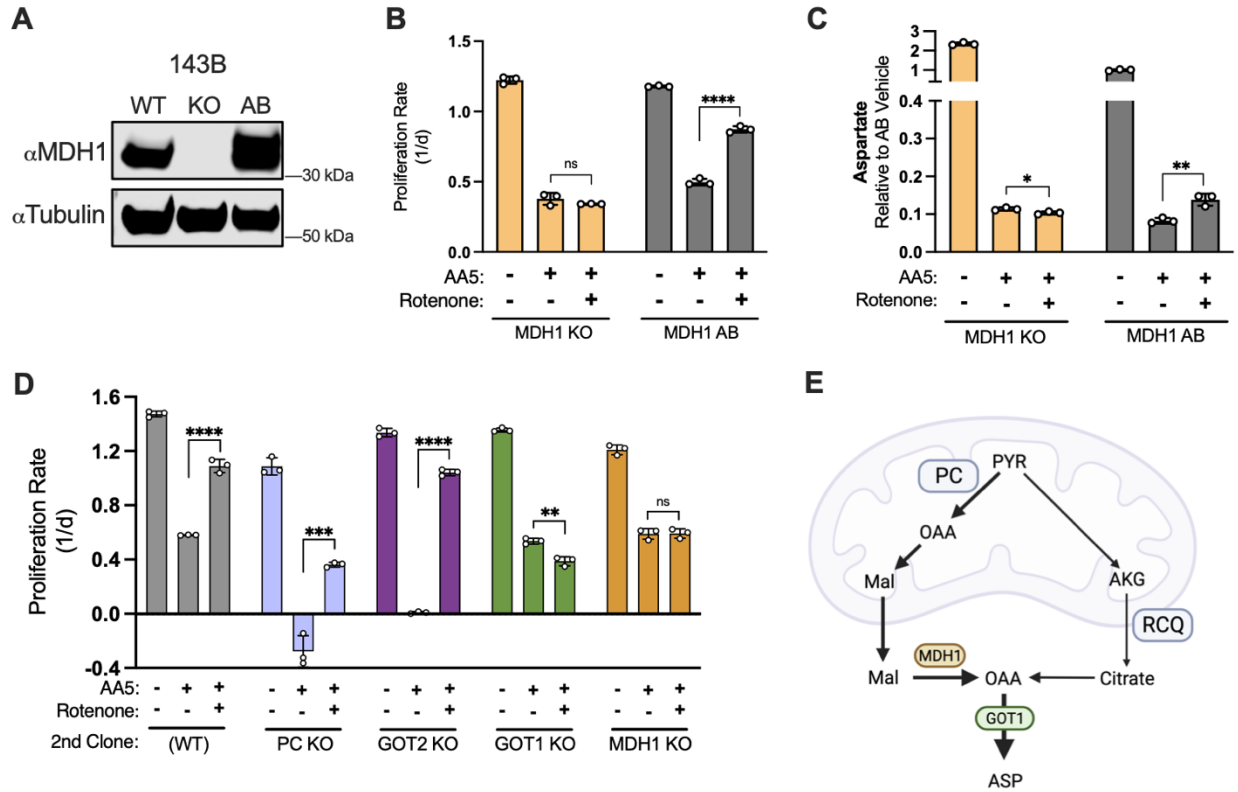 A
143B
WT KO AB
αMDH1
30 kDa
αTubulin
50 kDa
B
Proliferation Rate
(1/d)
1.5
1.0
0.5
0.0
ns
****
AA5: - + + - + +
Rotenone: - - + - - +
MDH1 KO MDH1 AB
C
Aspartate
Relative to AB Vehicle
3
2
1
0.4
0.3
0.2
0.1
0.0
*
**
AA5: - + + - + +
Rotenone: - - + - - +
MDH1 KO MDH1 AB
D
Proliferation Rate
(1/d)
1.6
1.2
0.8
0.4
0.0
-0.4
**** *** **** ** ns
AA5: - + + - + + - + + - + + - + +
Rotenone: - - + - - + - - + - - + - - +
2nd Clone: (WT) PC KO GOT2 KO GOT1 KO MDH1 KO
E
PC PYR
OAA
Mal AKG
RCQ
MDH1
Mal OAA Citrate
GOT1
ASP